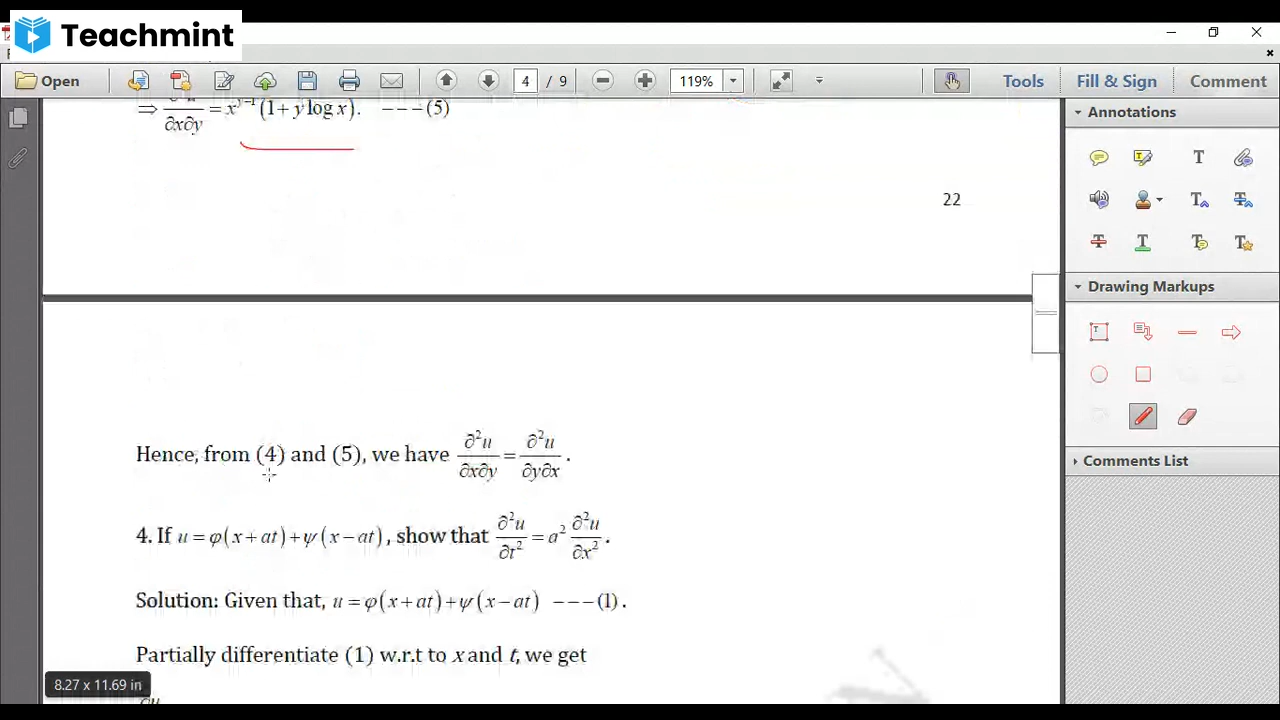 Teachmint
Open 4 / 9 119% Tools Fill & Sign Comment
Annotations
⇒ ∂x∂y = x^{y−1}(1+ y log x). −−−(5)
22
Drawing Markups
Comments List
Hence, from (4) and (5), we have ∂²u/∂x∂y = ∂²u/∂y∂x.
4. If u = φ(x+at)+ψ(x−at), show that ∂²u/∂t² = a² ∂²u/∂x².
Solution: Given that, u = φ(x+at)+ψ(x−at) −−−(1).
Partially differentiate (1) w.r.t to x and t, we get
8.27 x 11.69 in